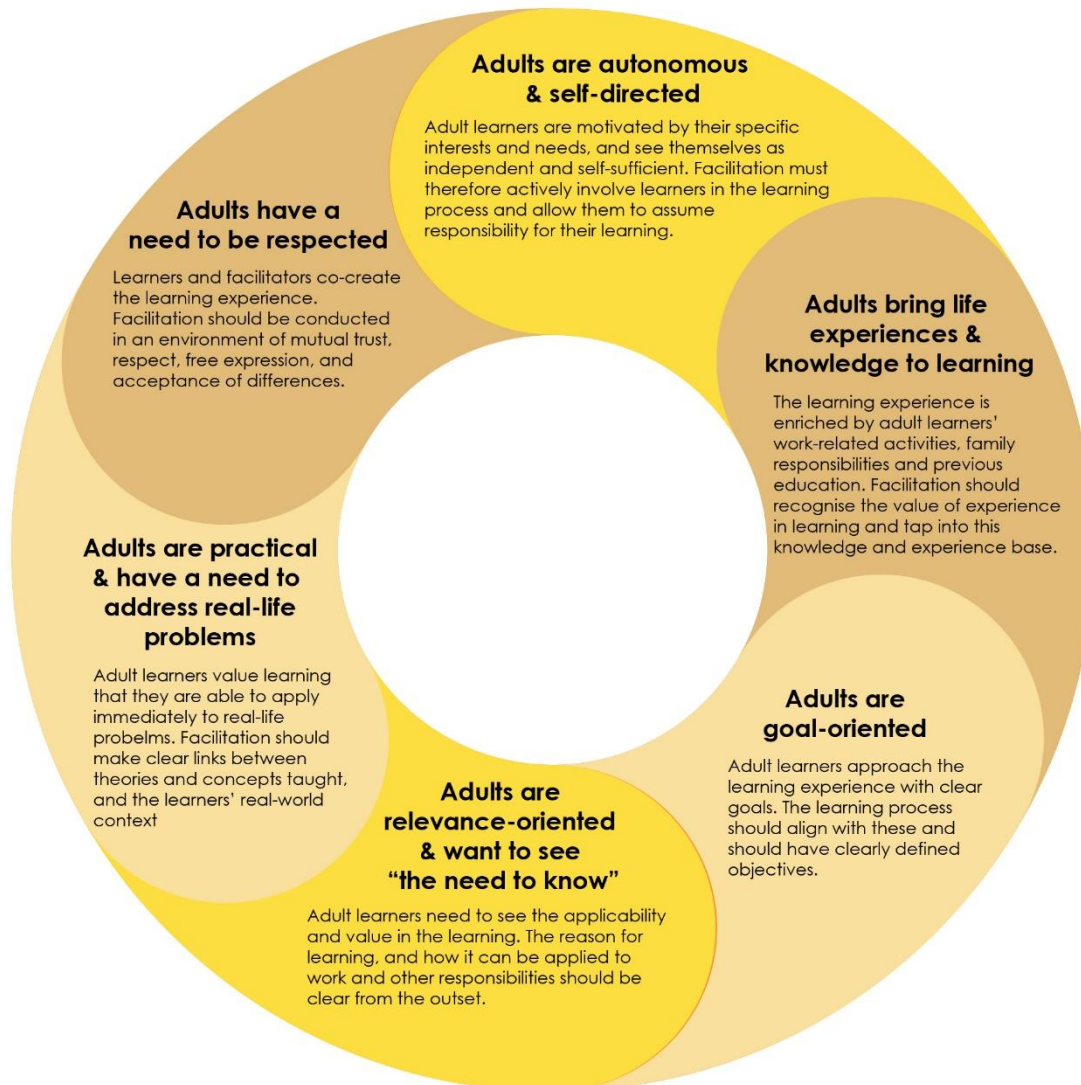 Adults are autonomous
& self-directed
Adult learners are motivated by their specific
interests and needs, and see themselves as
independent and self-sufficient. Facilitation must
therefore actively involve learners in the learning
process and allow them to assume
responsibility for their learning.
Adults bring life
experiences &
knowledge to learning
The learning experience is
enriched by adult learners’
work-related activities, family
responsibilities and previous
education. Facilitation should
recognise the value of experience
in learning and tap into this
knowledge and experience base.
Adults are
goal-oriented
Adult learners approach the
learning experience with clear
goals. The learning process
should align with these and
should have clearly defined
objectives.
Adults are
relevance-oriented
& want to see
“the need to know”
Adult learners need to see the applicability
and value in the learning. The reason for
learning, and how it can be applied to
work and other responsibilities should be
clear from the outset.
Adults are practical
& have a need to
address real-life
problems
Adult learners value learning
that they are able to apply
immediately to real-life
probelms. Facilitation should
make clear links between
theories and concepts taught,
and the learners’ real-world
context
Adults have a
need to be respected
Learners and facilitators co-create
the learning experience.
Facilitation should be conducted
in an environment of mutual trust,
respect, free expression, and
acceptance of differences.